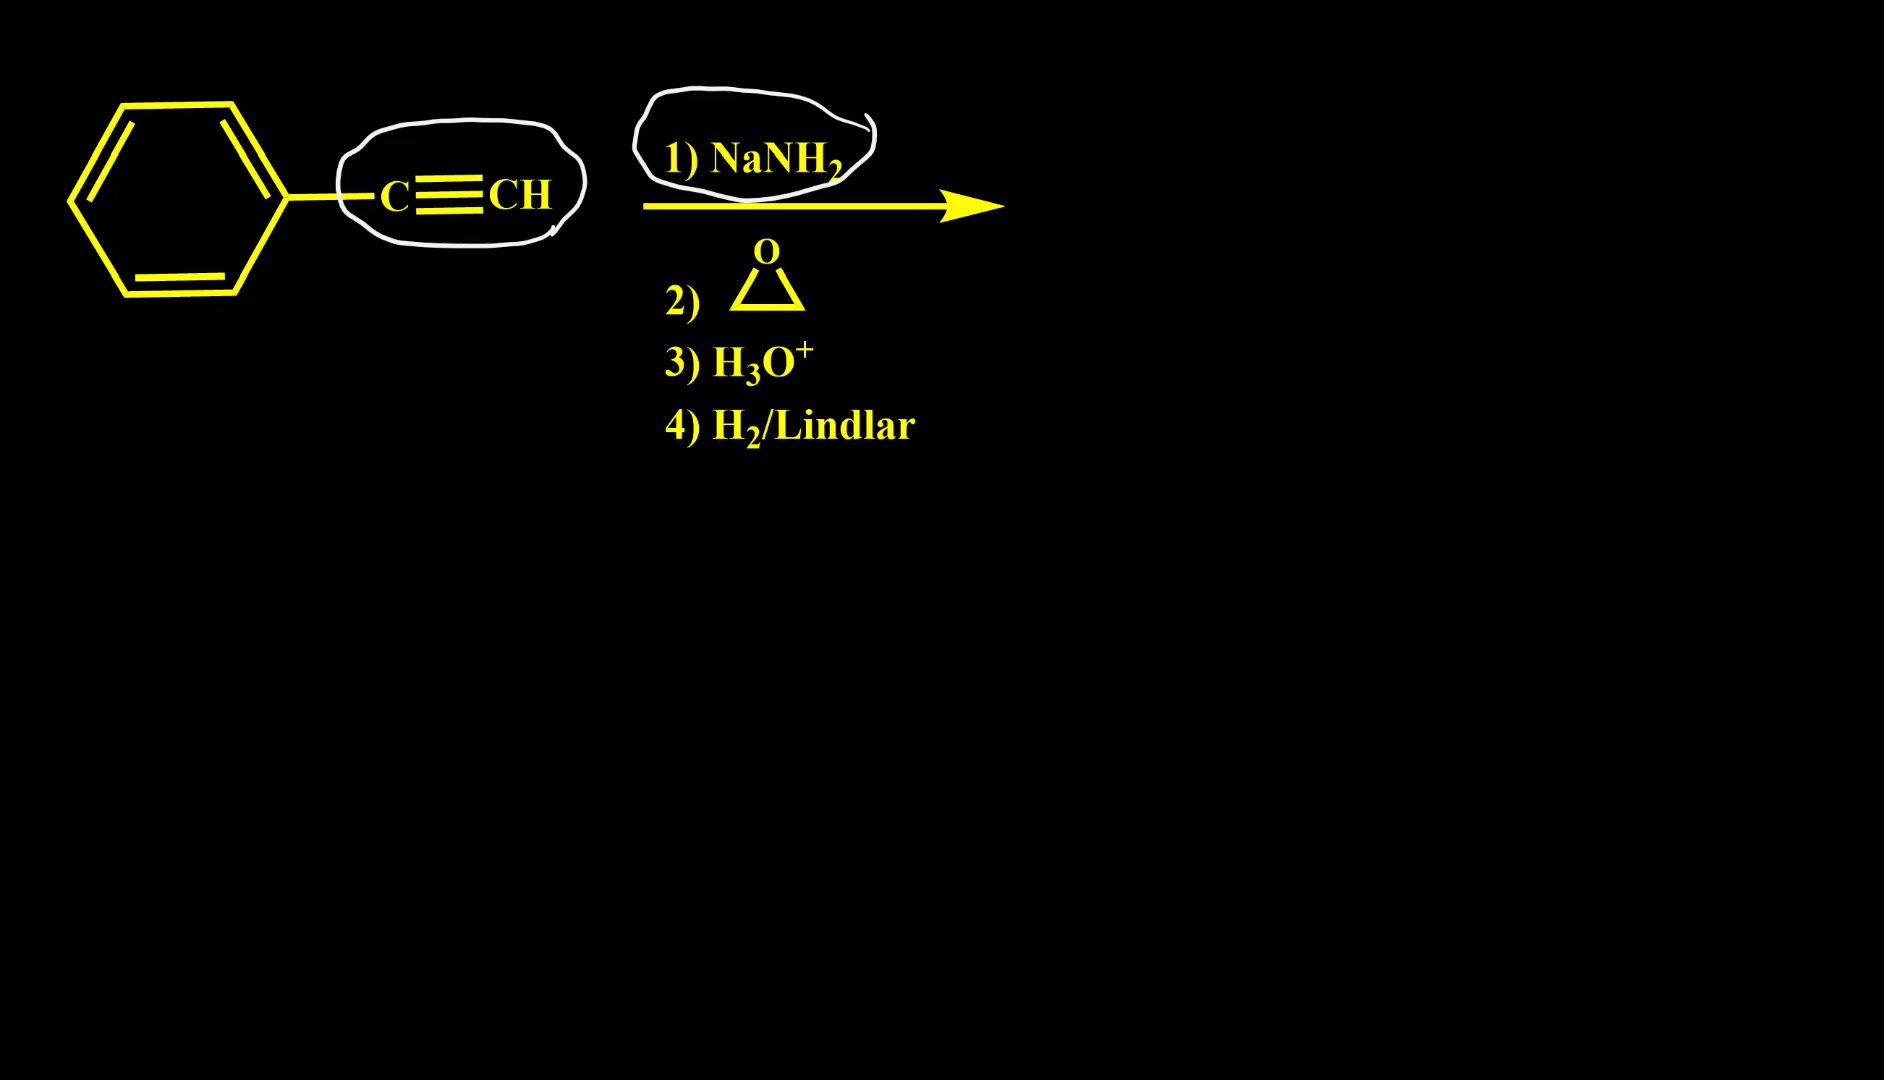 C≡CH
1) NaNH₂
O
2)
3) H₃O⁺
4) H₂/Lindlar